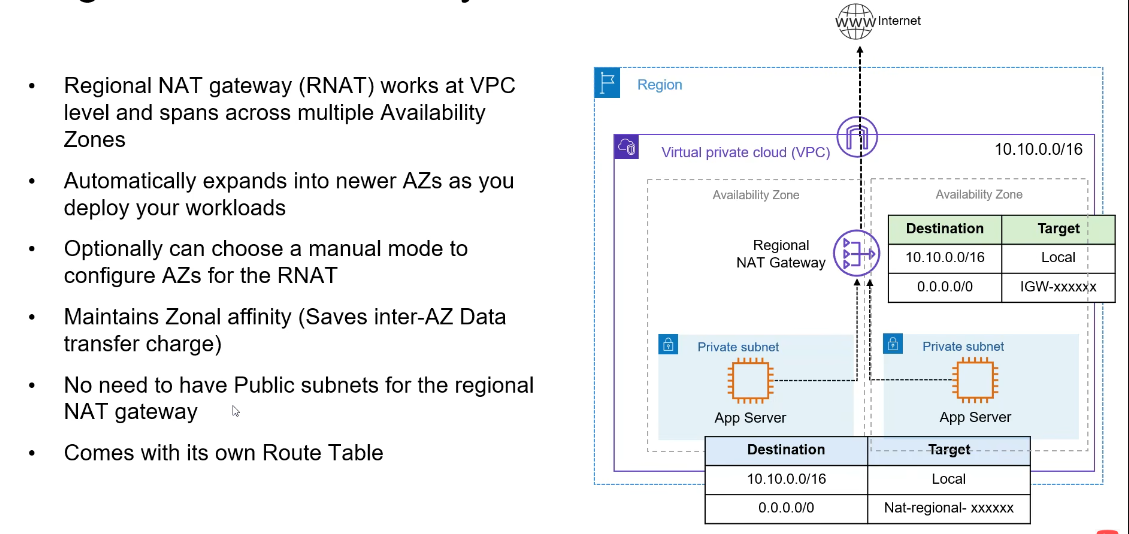 • Regional NAT gateway (RNAT) works at VPC
level and spans across multiple Availability
Zones
• Automatically expands into newer AZs as you
deploy your workloads
• Optionally can choose a manual mode to
configure AZs for the RNAT
• Maintains Zonal affinity (Saves inter-AZ Data
transfer charge)
• No need to have Public subnets for the regional
NAT gateway
• Comes with its own Route Table
WWW Internet
Region
Virtual private cloud (VPC)
10.10.0.0/16
Availability Zone
Availability Zone
Regional
NAT Gateway
Destination Target
10.10.0.0/16 Local
0.0.0.0/0 IGW-xxxxxx
Private subnet
App Server
Private subnet
App Server
Destination Target
10.10.0.0/16 Local
0.0.0.0/0 Nat-regional- xxxxxx